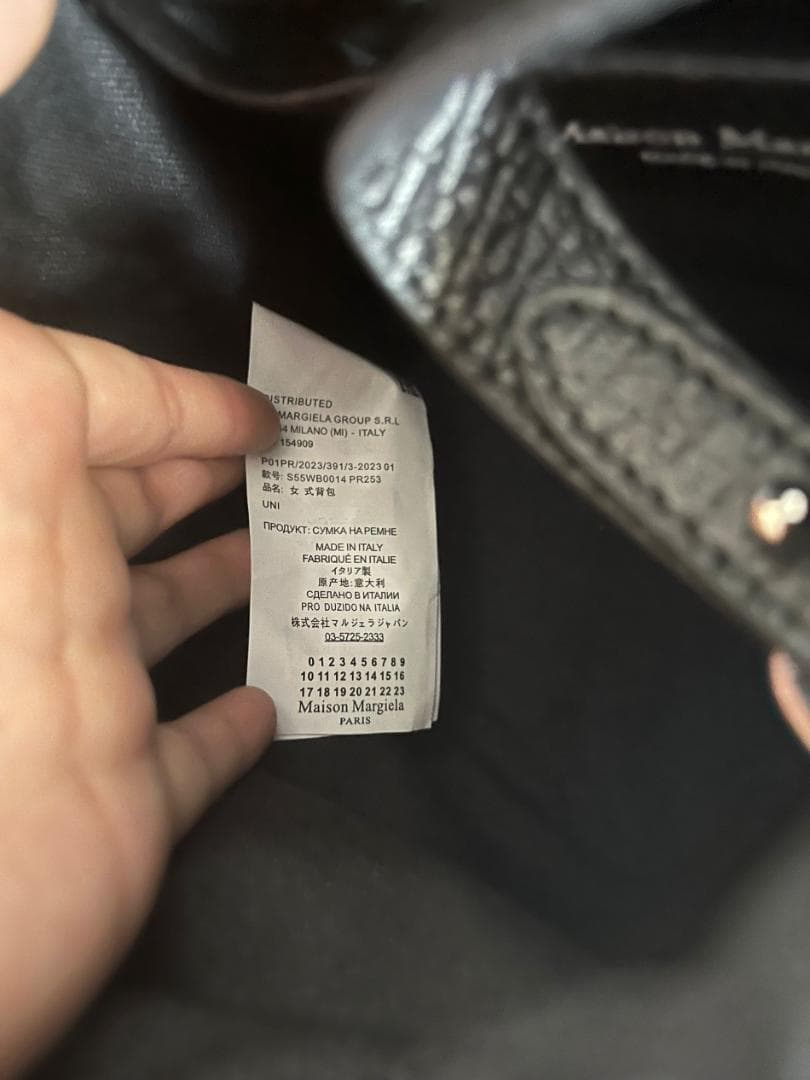 Maison
MARGIELA GROUP S.R.L
MILANO (MI) - ITALY
154909
P01PR/2023/391/3-2023 01
款号: S55WB0014 PR253
品名: 女 式背包
UNI
ПРОДУКТ: СУМКА НА РЕМНЕ
MADE IN ITALY
FABRIQUÉ EN ITALIE
イタリア製
原产地:意大利
СДЕЛАНО В ИТАЛИИ
PRO DUZIDO NA ITALIA
株式会社マルジェラジャパン
03-5725-2333
0 1 2 3 4 5 6 7 8 9
10 11 12 13 14 15 16
17 18 19 20 21 22 23
Maison Margiela
PARIS